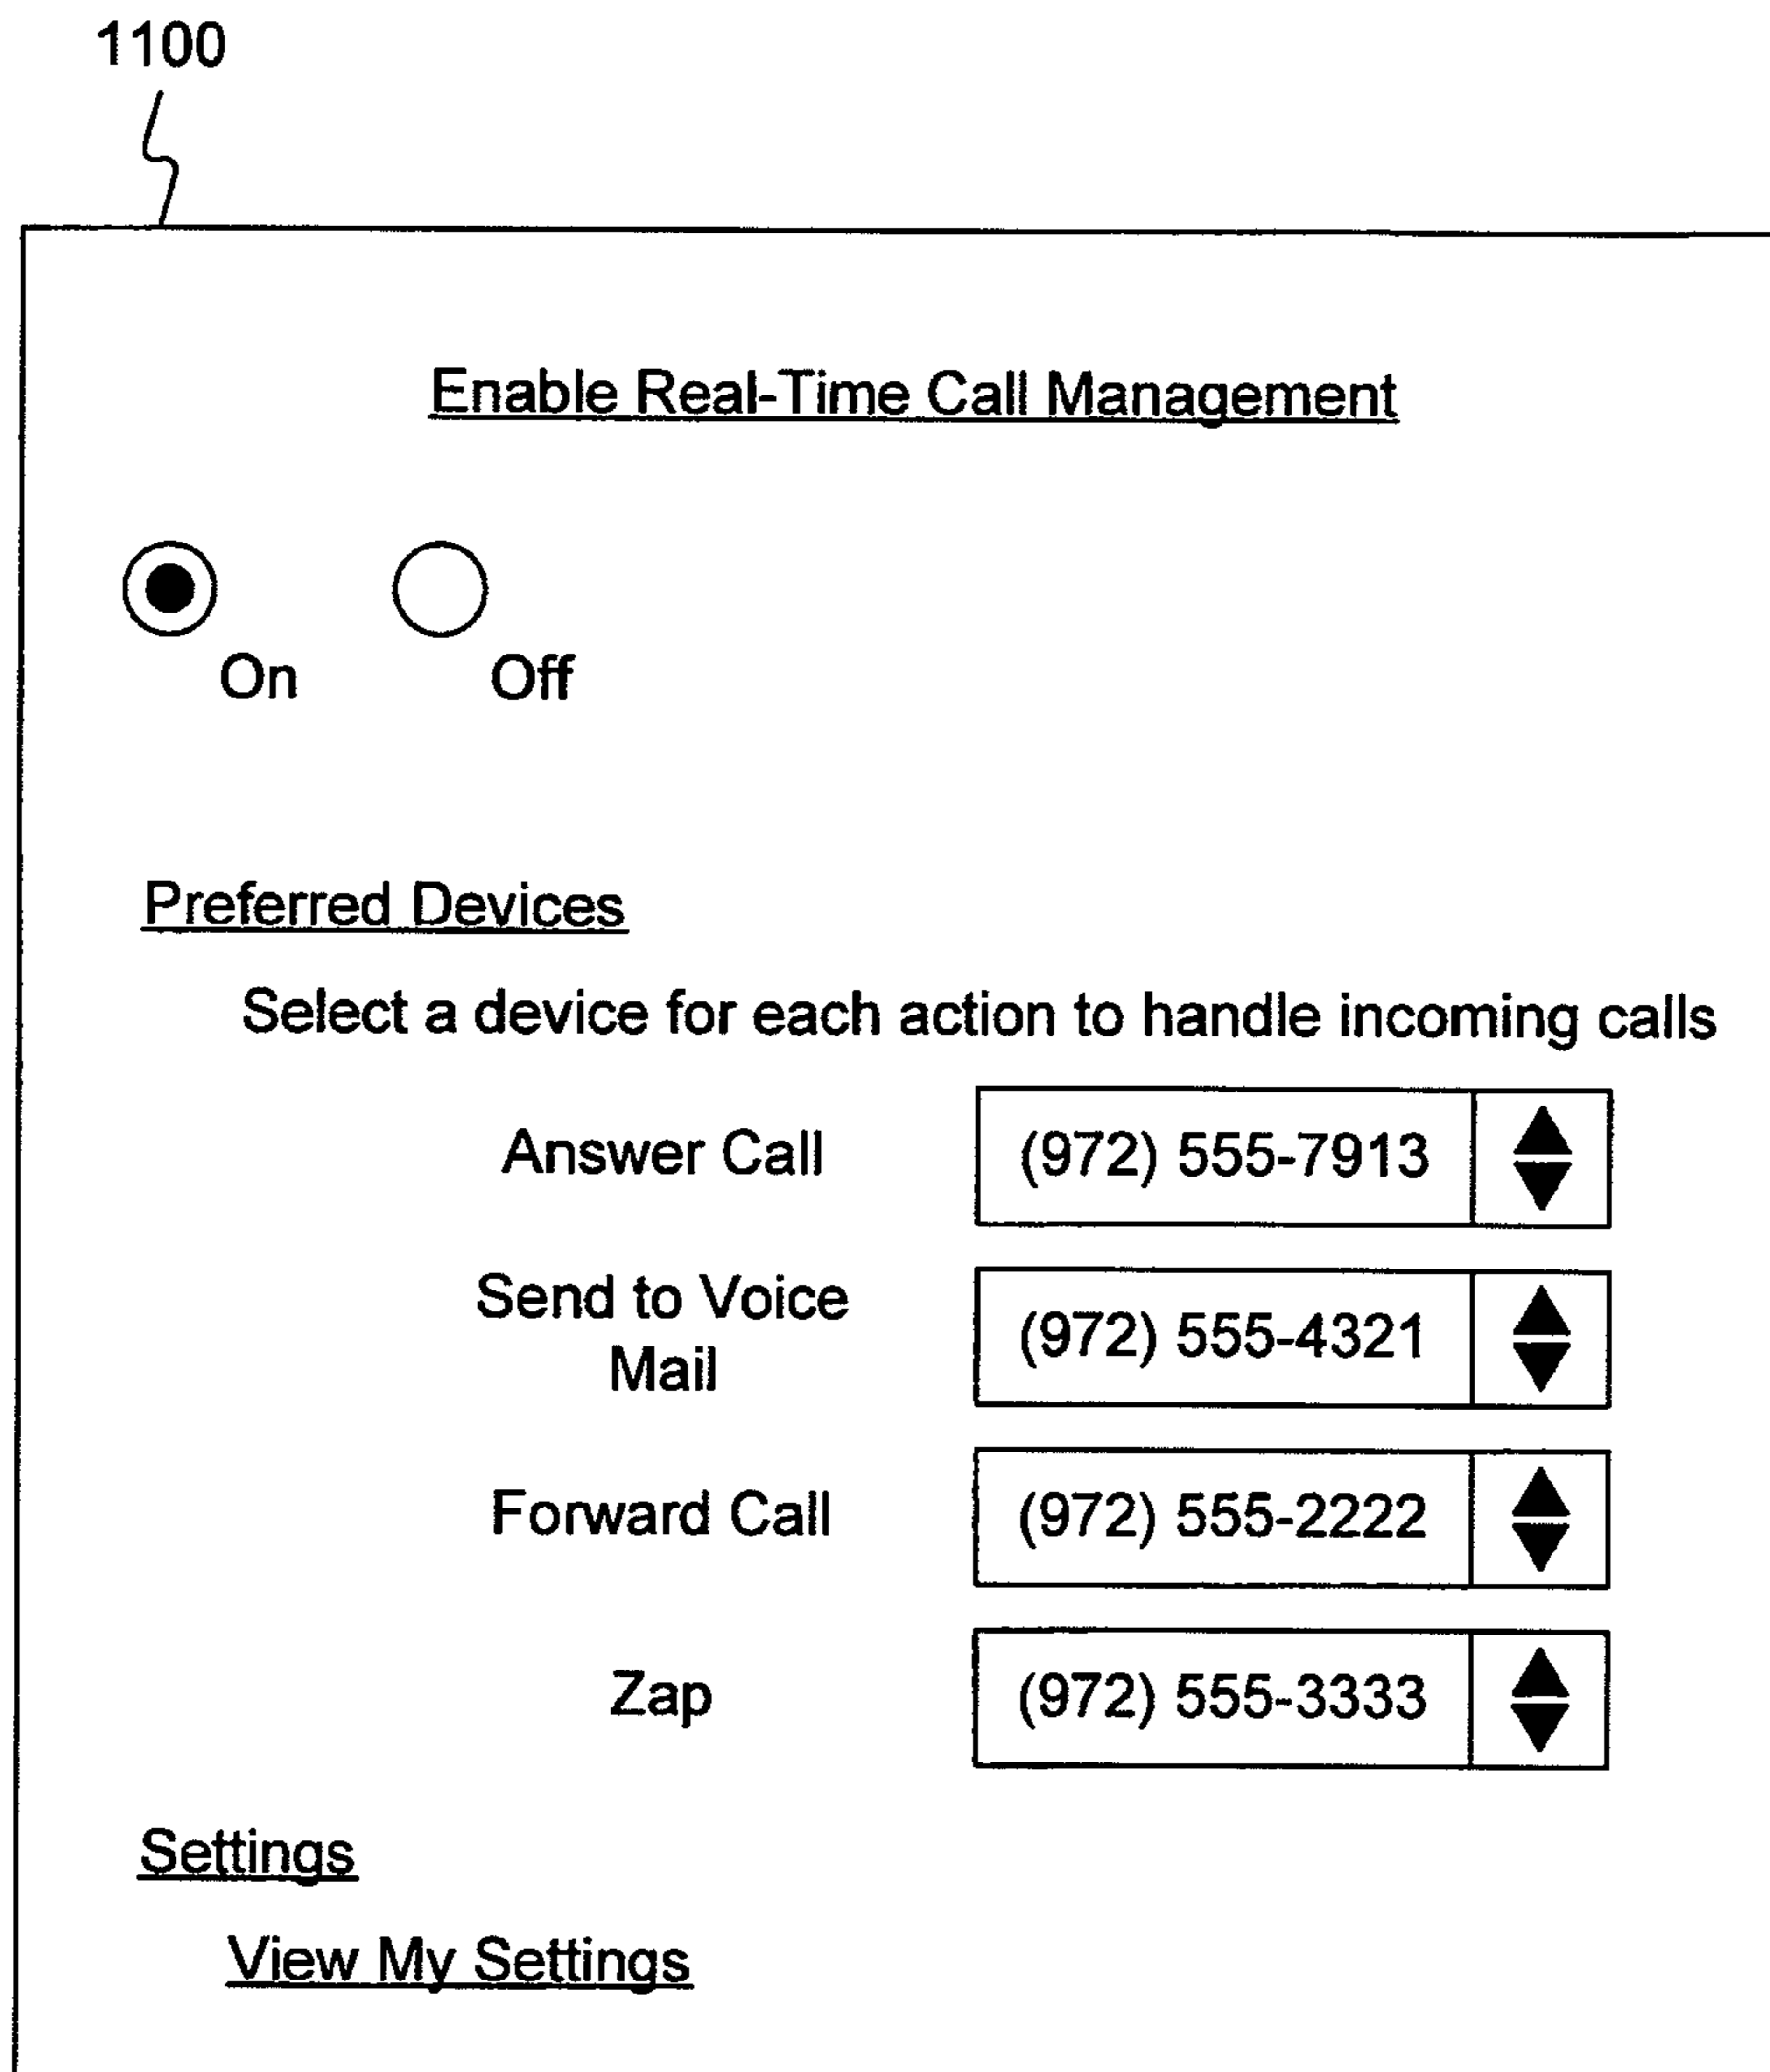 1100
Enable Real-Time Call Management
On Off
Preferred Devices
Select a device for each action to handle incoming calls
Answer Call (972) 555-7913
Send to Voice
Mail (972) 555-4321
Forward Call (972) 555-2222
Zap (972) 555-3333
Settings
View My Settings